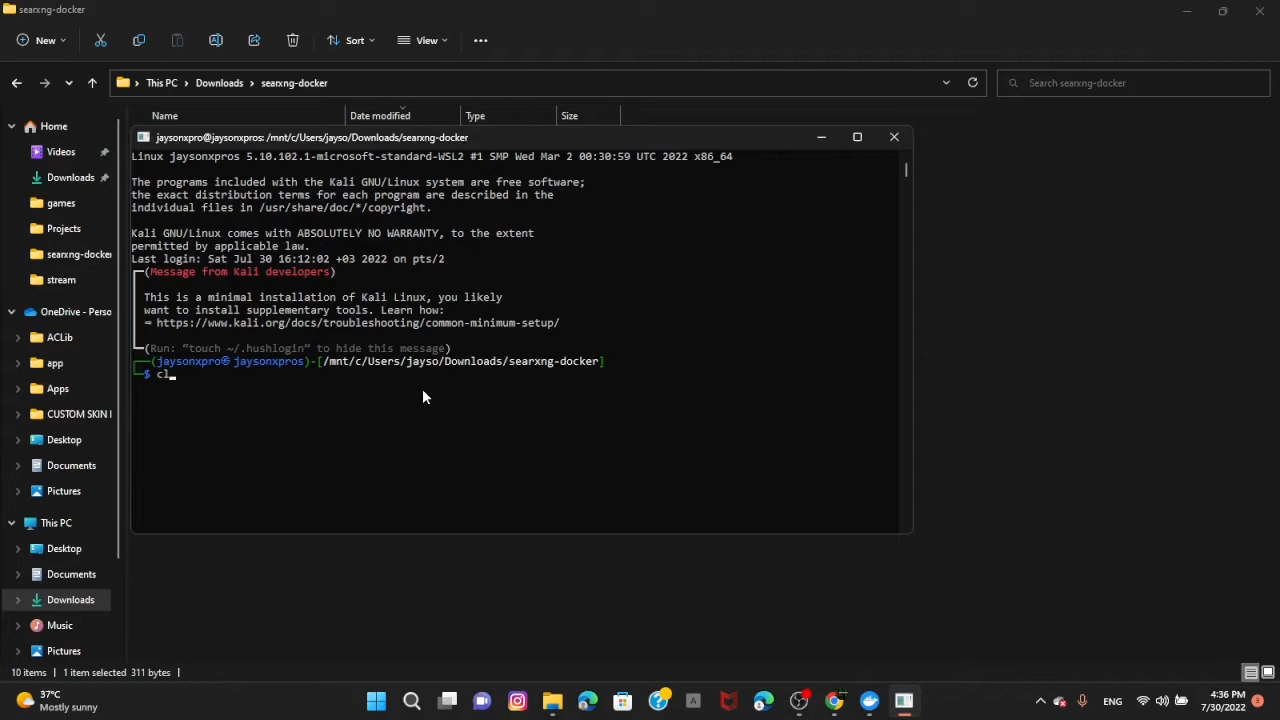 searxng-docker
New
Sort
View
This PC > Downloads > searxng-docker
Search searxng-docker
Name
Date modified
Type
Size
Home
Videos
Downloads
games
Projects
searxng-docker
stream
OneDrive - Perso
ACLib
app
Apps
CUSTOM SKIN
Desktop
Documents
Pictures
This PC
Desktop
Documents
Downloads
Music
Pictures
jaysonxpro@jaysonxpros: /mnt/c/Users/jayso/Downloads/searxng-docker
Linux jaysonxpros 5.10.102.1-microsoft-standard-WSL2 #1 SMP Wed Mar 2 00:30:59 UTC 2022 x86_64
The programs included with the Kali GNU/Linux system are free software;
the exact distribution terms for each program are described in the
individual files in /usr/share/doc/*/copyright.
Kali GNU/Linux comes with ABSOLUTELY NO WARRANTY, to the extent
permitted by applicable law.
Last login: Sat Jul 30 16:12:02 +03 2022 on pts/2
(Message from Kali developers)
This is a minimal installation of Kali Linux, you likely
want to install supplementary tools. Learn how:
⇒ https://www.kali.org/docs/troubleshooting/common-minimum-setup/
(Run: “touch ~/.hushlogin” to hide this message)
(jaysonxpro㉿jaysonxpros)-[/mnt/c/Users/jayso/Downloads/searxng-docker]
$ cl_
10 items | 1 item selected 311 bytes |
37°C
Mostly sunny
A
ENG
4:36 PM
7/30/2022
3